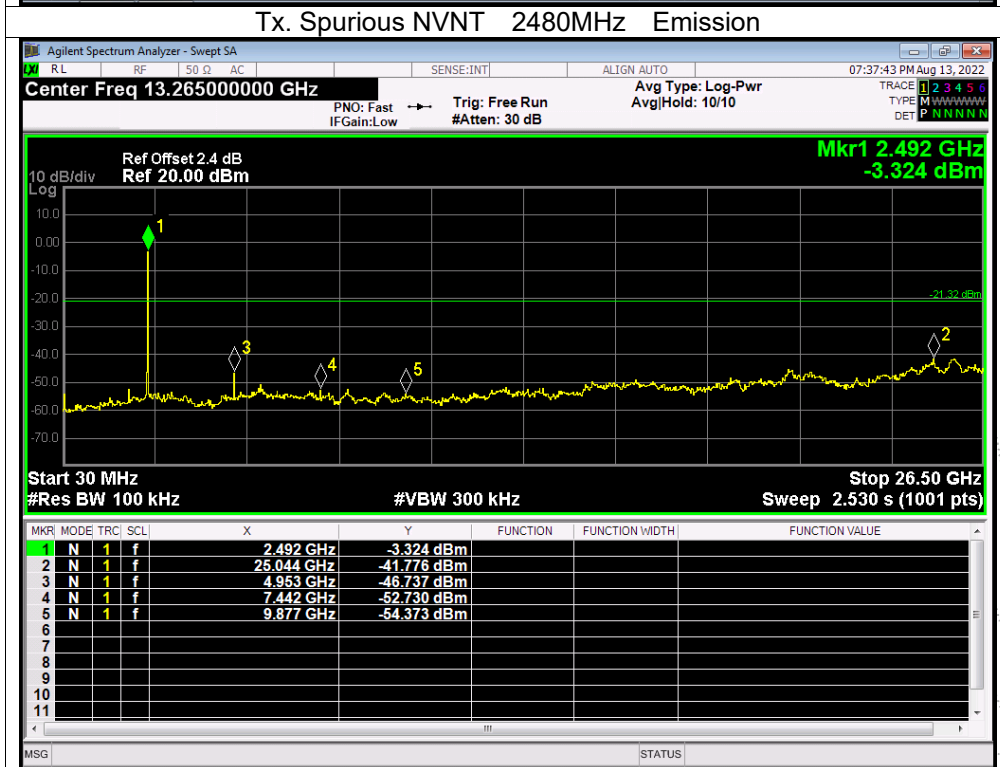 Tx. Spurious NVNT 2480MHz Emission
Agilent Spectrum Analyzer - Swept SA
LXI RL RF 50 Ω AC SENSE:INT ALIGN AUTO 07:37:43 PM Aug 13, 2022
Center Freq 13.265000000 GHz
PNO: Fast
IFGain:Low
Trig: Free Run
#Atten: 30 dB
Avg Type: Log-Pwr
Avg|Hold: 10/10
TRACE 1 2 3 4 5 6
TYPE M WWWWW
DET P N N N N N
Mkr1 2.492 GHz
-3.324 dBm
Ref Offset 2.4 dB
10 dB/div Ref 20.00 dBm
Log
10.0
0.00
-10.0
-20.0
-30.0
-40.0
-50.0
-60.0
-70.0
1
-21.32 dBm
2
3
4
5
Start 30 MHz Stop 26.50 GHz
#Res BW 100 kHz #VBW 300 kHz Sweep 2.530 s (1001 pts)
MKR MODE TRC SCL X Y FUNCTION FUNCTION WIDTH FUNCTION VALUE
1 N 1 f 2.492 GHz -3.324 dBm
2 N 1 f 25.044 GHz -41.776 dBm
3 N 1 f 4.953 GHz -46.737 dBm
4 N 1 f 7.442 GHz -52.730 dBm
5 N 1 f 9.877 GHz -54.373 dBm
6
7
8
9
10
11
MSG STATUS